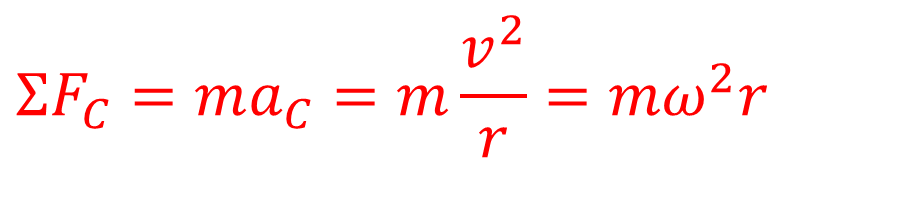 ΣF_C = ma_C = m v²/r = mω²r